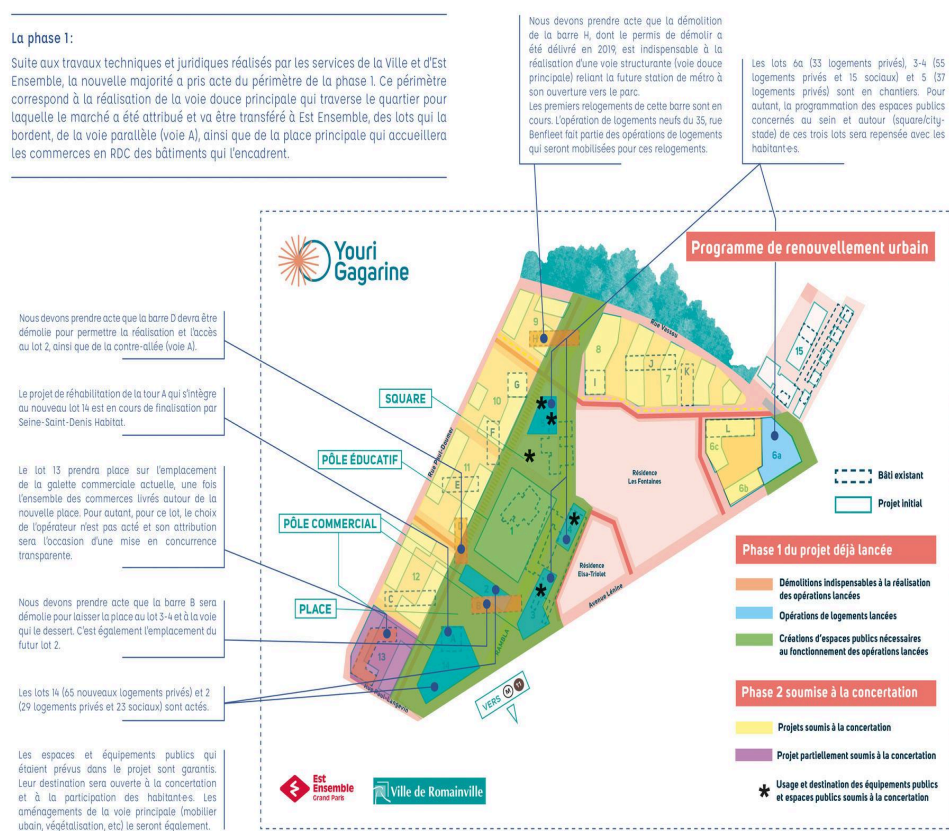 La phase 1 :
Suite aux travaux techniques et juridiques réalisés par les services de la Ville et d'Est
Ensemble, la nouvelle majorité a pris acte du périmètre de la phase 1. Ce périmètre
correspond à la réalisation de la voie douce principale qui traverse le quartier pour
laquelle le marché a été attribué et va être transféré à Est Ensemble, des lots qui la
bordent, de la voie parallèle (voie A), ainsi que de la place principale qui accueillera
les commerces en RDC des bâtiments qui l'encadrent.
Nous devons prendre acte que la démolition
de la barre H, dont le permis de démolir a
été délivré en 2019, est indispensable à la
réalisation d'une voie structurante (voie douce
principale) reliant la future station de métro à
son ouverture vers le parc.
Les premiers relogements de cette barre sont en
cours. L'opération de logements neufs du 35, rue
Benfleet fait partie des opérations de logements
qui seront mobilisées pour ces relogements.
Les lots 6a (33 logements privés), 3-4 (55
logements privés et 15 sociaux) et 5 (37
logements privés) sont en chantiers. Pour
autant, la programmation des espaces publics
concernés au sein et autour (square/city-
stade) de ces trois lots sera repensée avec les
habitant·e·s.
Youri
Gagarine
Programme de renouvellement urbain
Nous devons prendre acte que la barre D devra être
démolie pour permettre la réalisation et l'accès
au lot 2, ainsi que de la contre-allée (voie A).
Le projet de réhabilitation de la tour A qui s'intègre
au nouveau lot 14 est en cours de finalisation par
Seine-Saint-Denis Habitat.
Le lot 13 prendra place sur l'emplacement
de la galette commerciale actuelle, une fois
l'ensemble des commerces livrés autour de la
nouvelle place. Pour autant, pour ce lot, le choix
de l'opérateur n'est pas acté et son attribution
sera l'occasion d'une mise en concurrence
transparente.
Nous devons prendre acte que la barre B sera
démolie pour laisser la place au lot 3-4 et à la voie
qui le dessert. C'est également l'emplacement du
futur lot 2.
Les lots 14 (65 nouveaux logements privés) et 2
(29 logements privés et 23 sociaux) sont actés.
Les espaces et équipements publics qui
étaient prévus dans le projet sont garantis.
Leur destination sera ouverte à la concertation
et à la participation des habitant·e·s. Les
aménagements de la voie principale (mobilier
ubain, végétalisation, etc) le seront également.
SQUARE
PÔLE ÉDUCATIF
PÔLE COMMERCIAL
PLACE
Rue Vassou
Rue Paul-Doumer
Rue Paul-Langevin
Avenue Lénine
RAMBLA
Résidence
Les Fontaines
Résidence
Elsa-Triolet
VERS M 11
9
H
8
I
J
7
K
G
10
F
11
E
1
12
C
13
L
6c
6b
6a
15
Bâti existant
Projet initial
Phase 1 du projet déjà lancée
Démolitions indispensables à la réalisation
des opérations lancées
Opérations de logements lancées
Créations d'espaces publics nécessaires
au fonctionnement des opérations lancées
Phase 2 soumise à la concertation
Projets soumis à la concertation
Projet partiellement soumis à la concertation
* Usage et destination des équipements publics
et espaces publics soumis à la concertation
Est
Ensemble
Grand Paris
Ville de Romainville